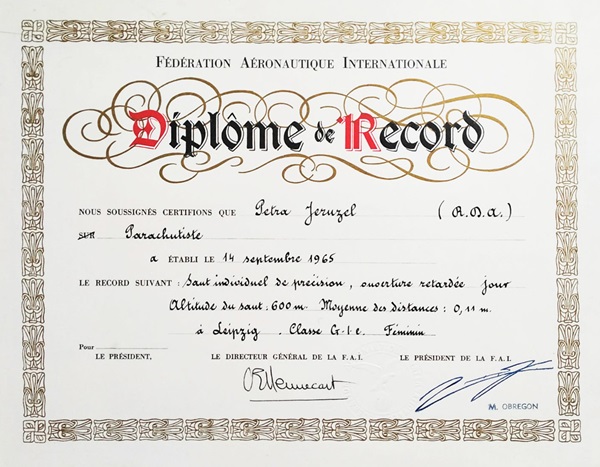 FÉDÉRATION AÉRONAUTIQUE INTERNATIONALE
Diplôme de Record
NOUS SOUSSIGNÉS CERTIFIONS QUE Petra Jeruzel (R.D.A.)
SUR Parachutiste
a ÉTABLI LE 14 septembre 1965
LE RECORD SUIVANT : Saut individuel de précision, ouverture retardée jour
Altitude du saut: 600 m. Moyenne des distances: 0,11 m.
à Leipzig . Classe G.I.e. Féminin
Pour
LE PRÉSIDENT, LE DIRECTEUR GÉNÉRAL DE LA F.A.I. LE PRÉSIDENT DE LA F.A.I.
M. OBREGON